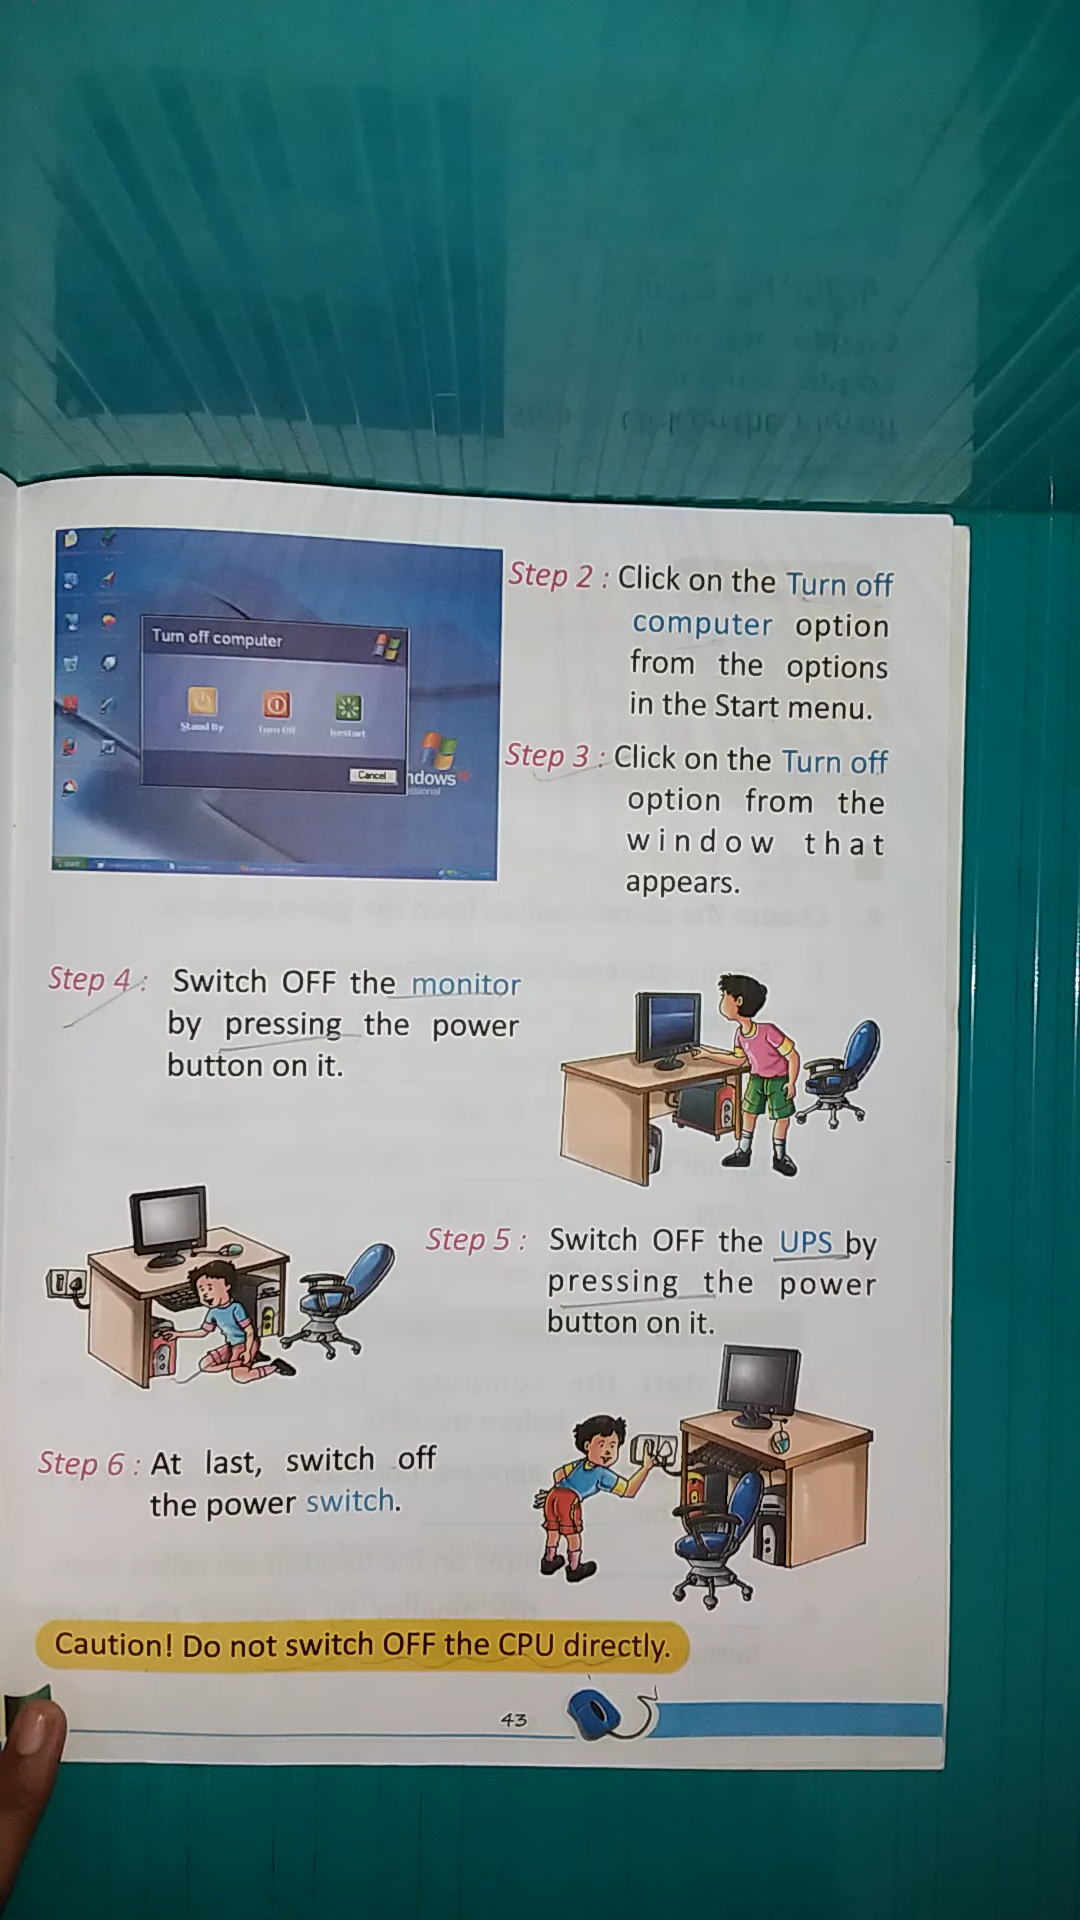 Turn off computer
Stand By
Turn Off
Restart
Cancel
ndows
Step 2 : Click on the Turn off
computer option
from the options
in the Start menu.
Step 3 : Click on the Turn off
option from the
window that
appears.
Step 4 : Switch OFF the monitor
by pressing the power
button on it.
Step 5 : Switch OFF the UPS by
pressing the power
button on it.
Step 6 : At last, switch off
the power switch.
Caution! Do not switch OFF the CPU directly.
43